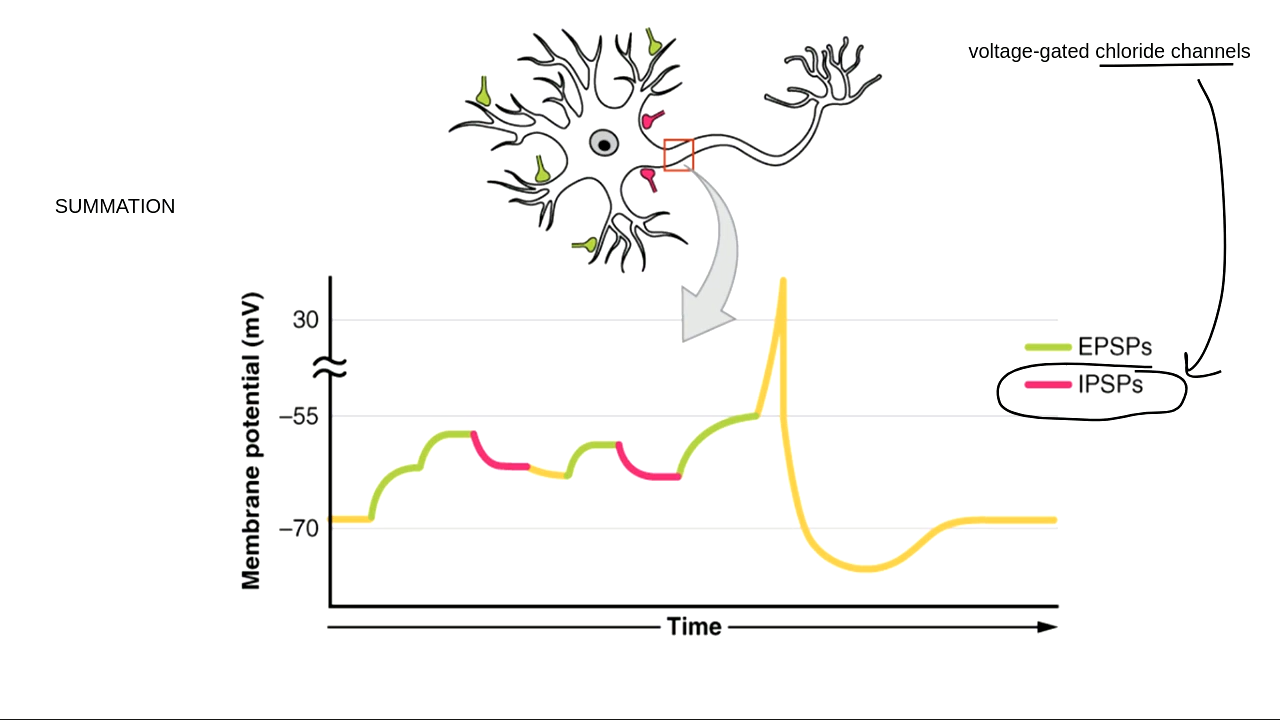 voltage-gated chloride channels
SUMMATION
Membrane potential (mV)
30
–55
–70
EPSPs
IPSPs
Time